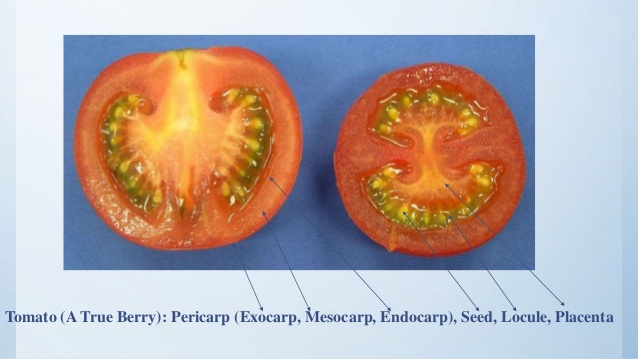 Tomato (A True Berry): Pericarp (Exocarp, Mesocarp, Endocarp), Seed, Locule, Placenta